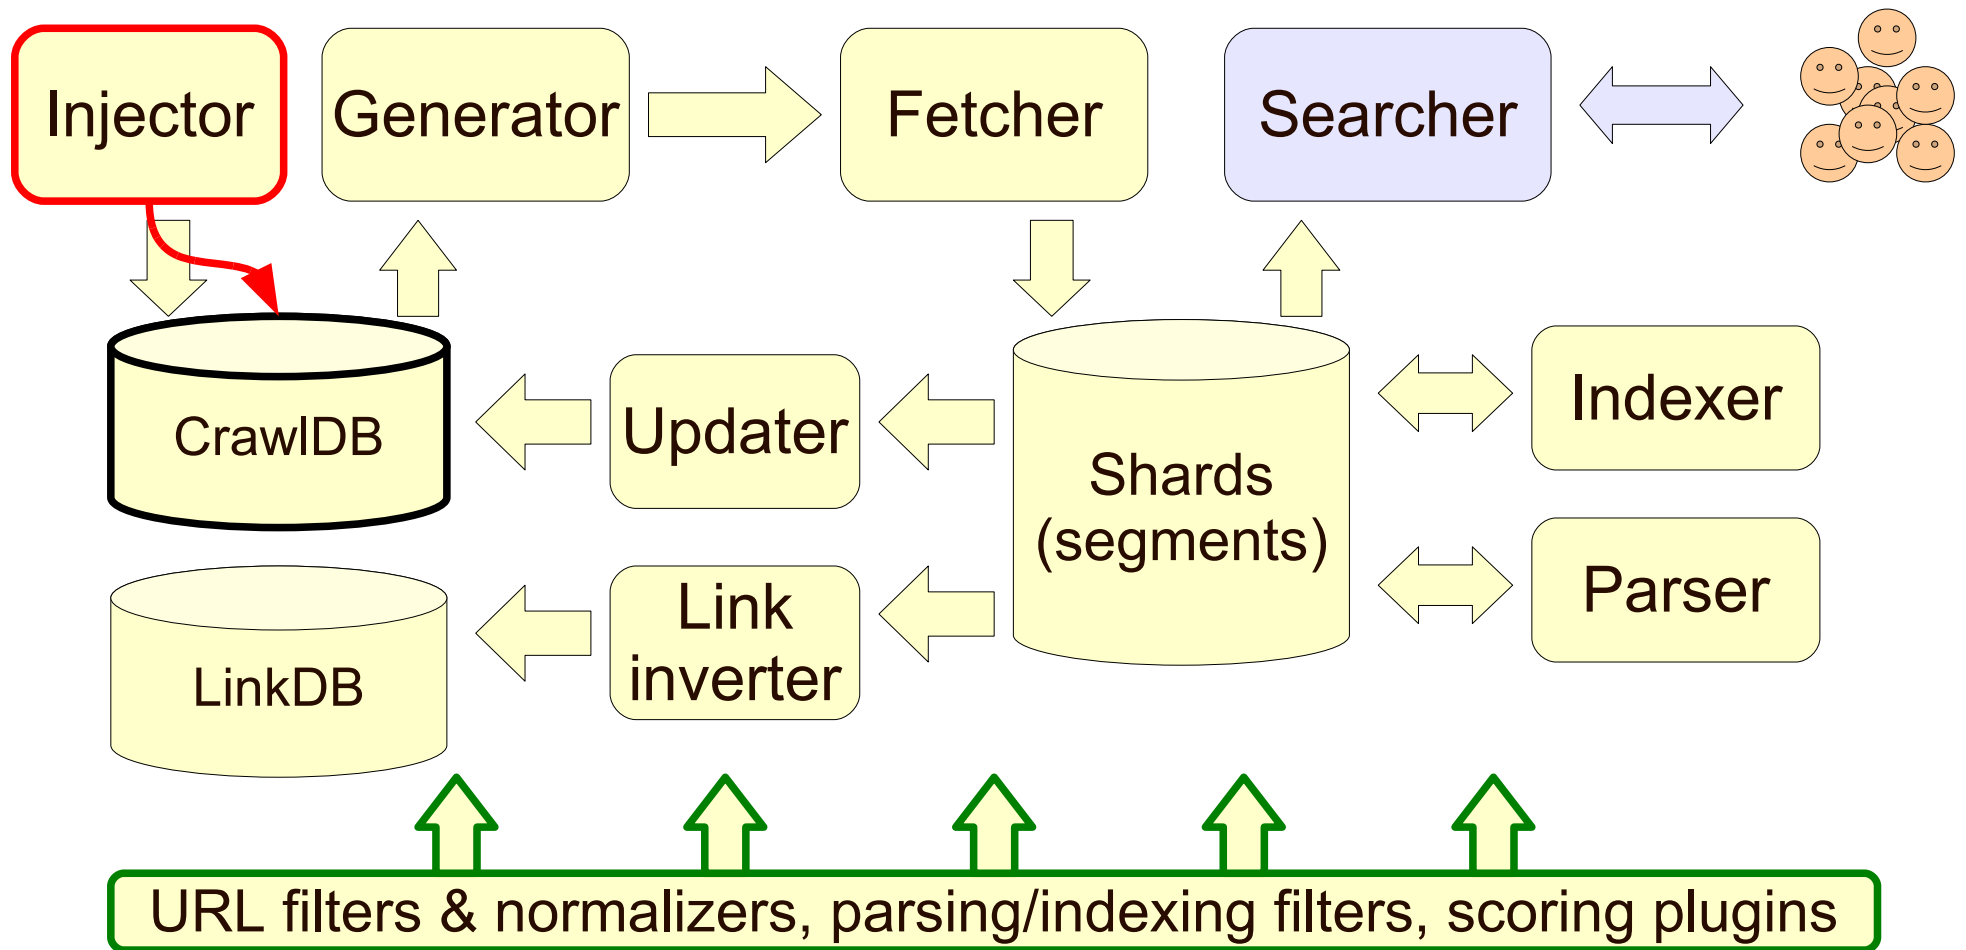 Injector
Generator
Fetcher
Searcher
CrawlDB
Updater
Shards
(segments)
Indexer
Parser
LinkDB
Link
inverter
URL filters & normalizers, parsing/indexing filters, scoring plugins